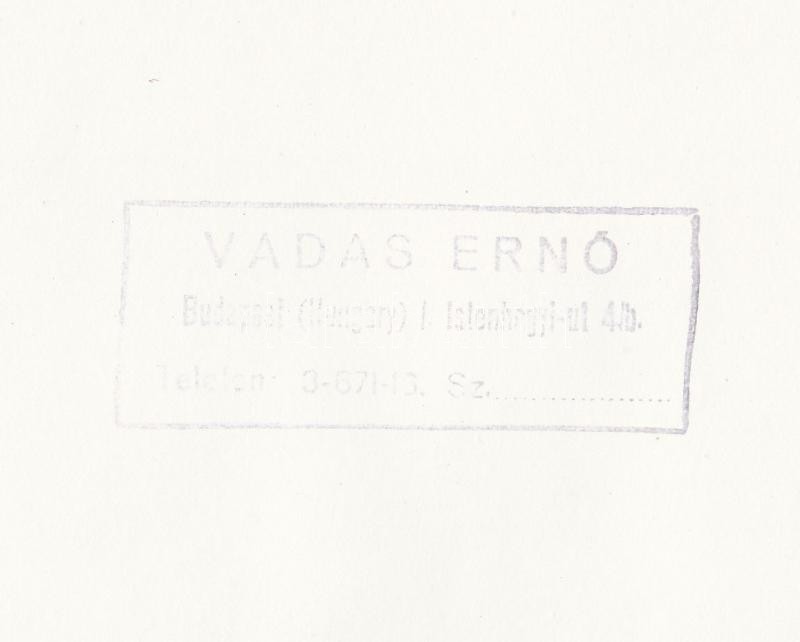 VADAS ERNŐ
Budapest (Hungary) I. Istenhegyi-ut 4/b.
Telefon: 3-671-13. Sz.